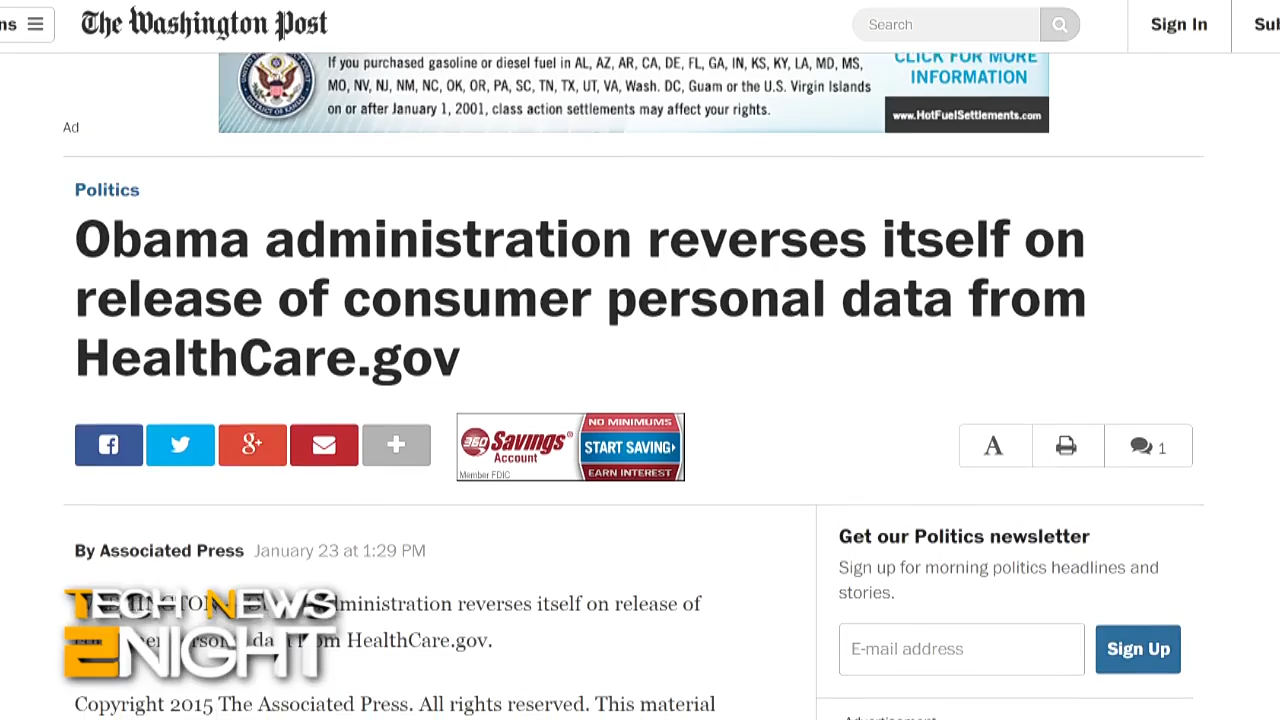 ns
The Washington Post
Search
Sign In
Sul
If you purchased gasoline or diesel fuel in AL, AZ, AR, CA, DE, FL, GA, IN, KS, KY, LA, MD, MS,
MO, NV, NJ, NM, NC, OK, OR, PA, SC, TN, TX, UT, VA, Wash. DC, Guam or the U.S. Virgin Islands
on or after January 1, 2001, class action settlements may affect your rights.
CLICK FOR MORE
INFORMATION
www.HotFuelSettlements.com
Ad
Politics
Obama administration reverses itself on
release of consumer personal data from
HealthCare.gov
360 Savings®
Account
Member FDIC
NO MINIMUMS
START SAVING
EARN INTEREST
A
1
By Associated Press January 23 at 1:29 PM
dministration reverses itself on release of
from HealthCare.gov.
TECH NEWS
2NIGHT
Copyright 2015 The Associated Press. All rights reserved. This material
Get our Politics newsletter
Sign up for morning politics headlines and
stories.
E-mail address
Sign Up
Advertisement